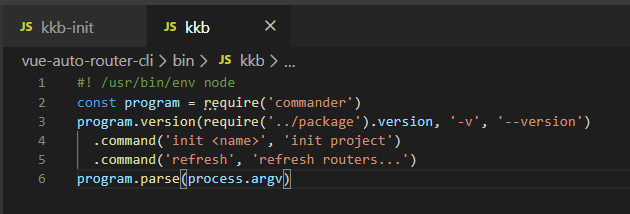 JS kkb-init JS kkb ×
vue-auto-router-cli > bin > JS kkb > ...
1 #! /usr/bin/env node
2 const program = require('commander')
3 program.version(require('../package').version, '-v', '--version')
4 .command('init <name>', 'init project')
5 .command('refresh', 'refresh routers...')
6 program.parse(process.argv)